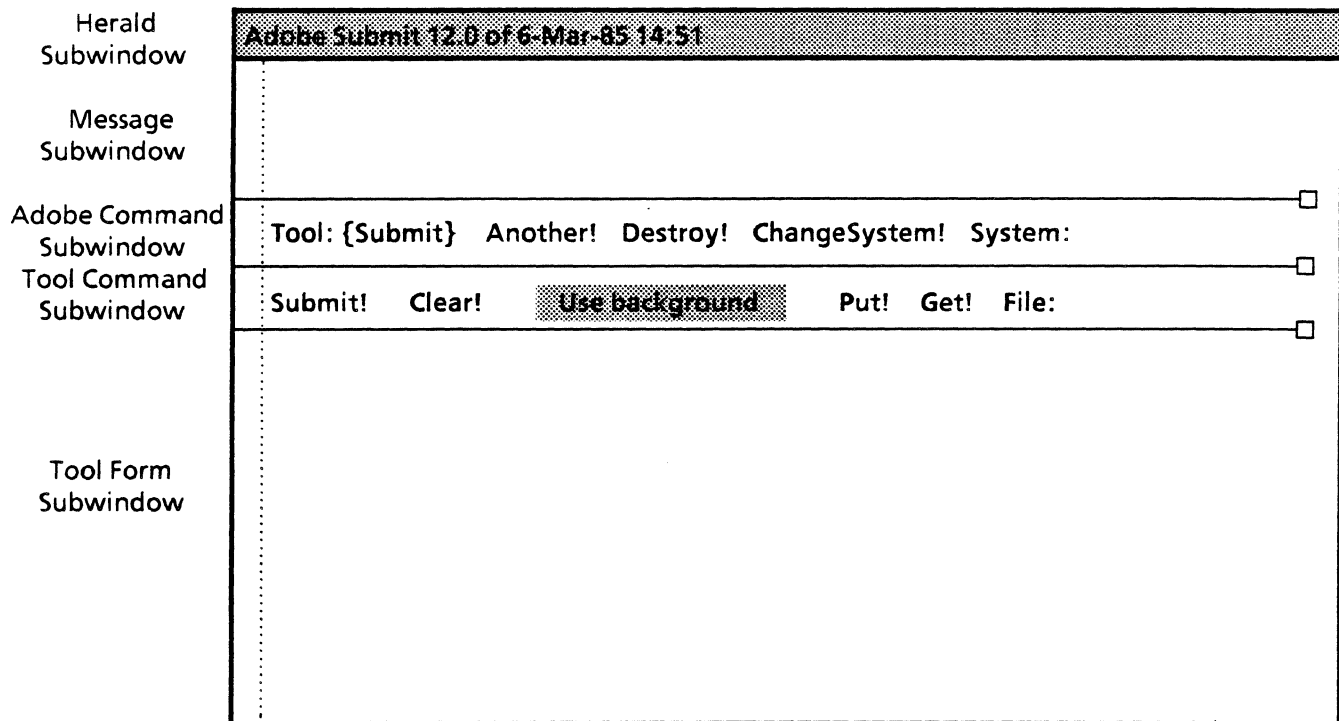 Herald
Subwindow
Adobe Submit 12.0 of 6-Mar-85 14:51
Message
Subwindow
Adobe Command
Subwindow
Tool: {Submit} Another! Destroy! ChangeSystem! System:
Tool Command
Subwindow
Submit! Clear! Use background Put! Get! File:
Tool Form
Subwindow